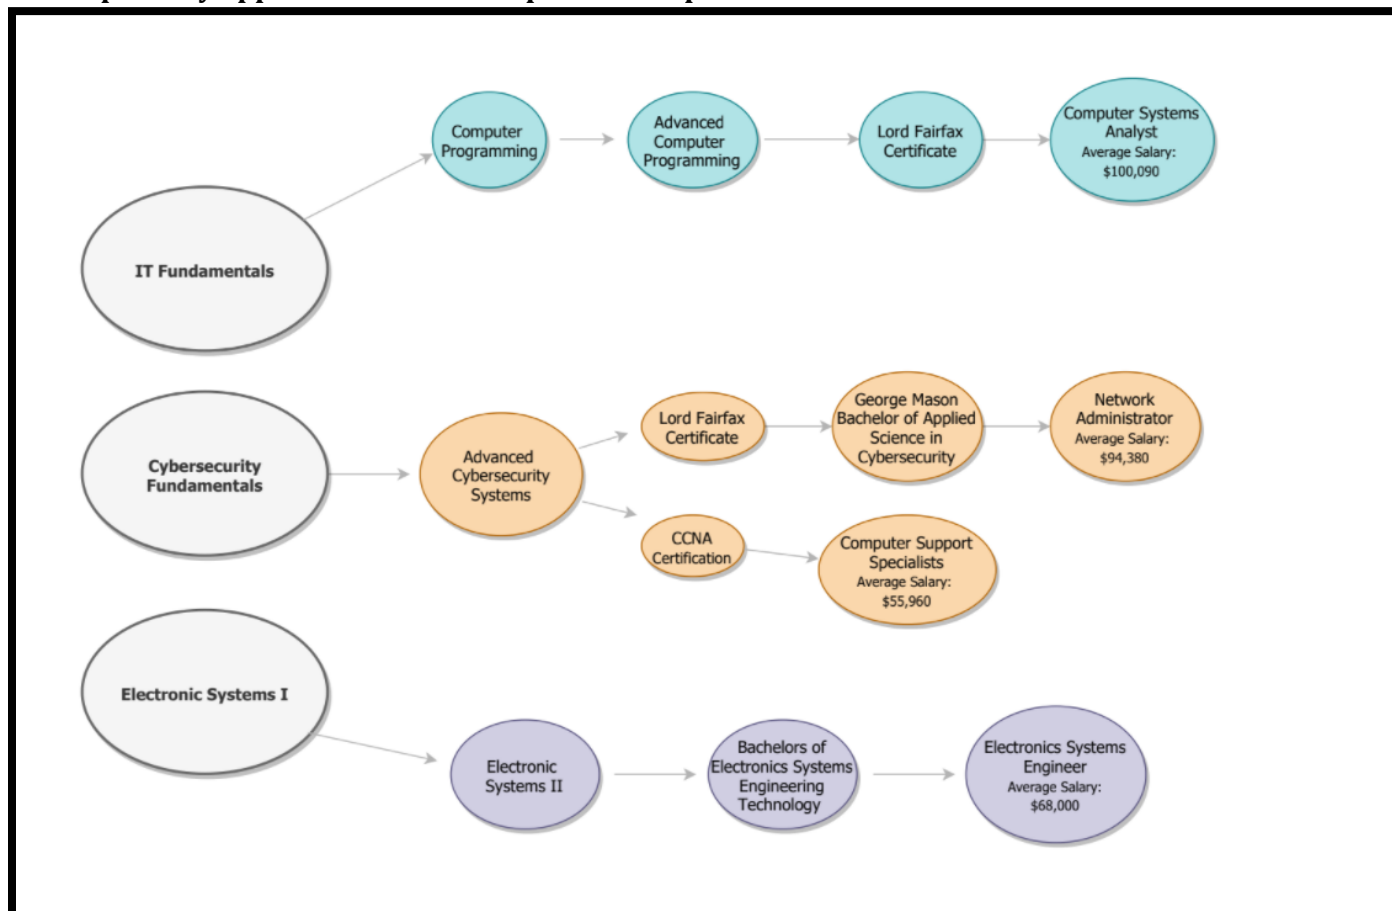 Computer
Programming
Advanced
Computer
Programming
Lord Fairfax
Certificate
Computer Systems
Analyst
Average Salary:
$100,090
IT Fundamentals
Cybersecurity
Fundamentals
Advanced
Cybersecurity
Systems
Lord Fairfax
Certificate
George Mason
Bachelor of Applied
Science in
Cybersecurity
Network
Administrator
Average Salary:
$94,380
CCNA
Certification
Computer Support
Specialists
Average Salary:
$55,960
Electronic Systems I
Electronic
Systems II
Bachelors of
Electronics Systems
Engineering
Technology
Electronics Systems
Engineer
Average Salary:
$68,000